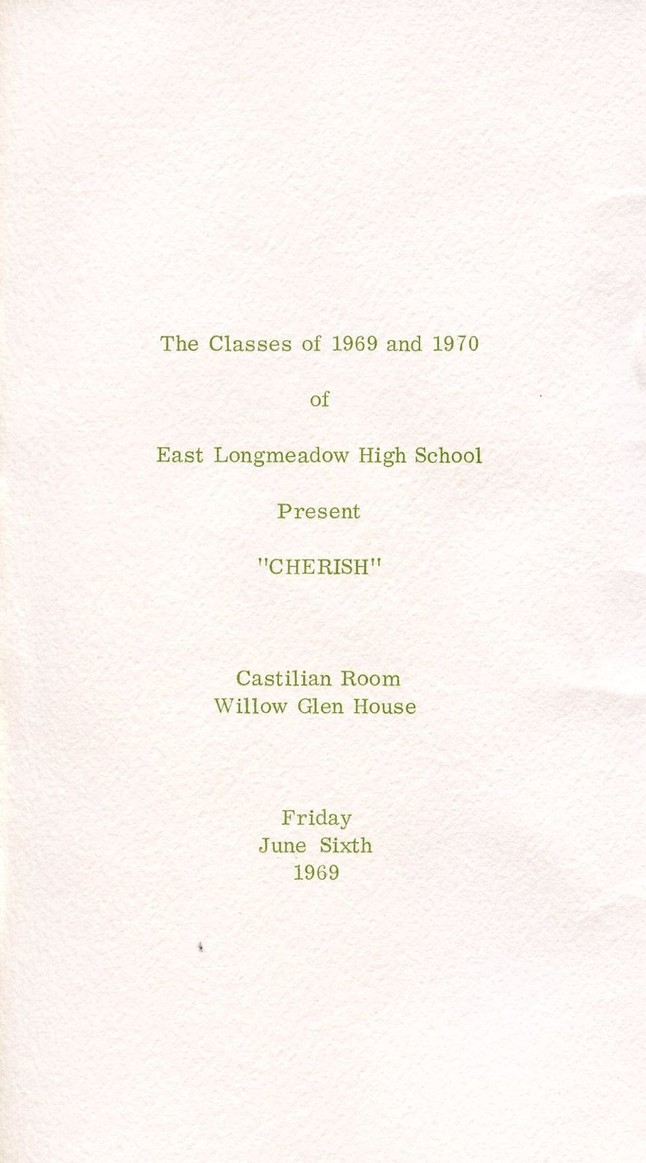 The Classes of 1969 and 1970
of
East Longmeadow High School
Present
"CHERISH"
Castilian Room
Willow Glen House
Friday
June Sixth
1969